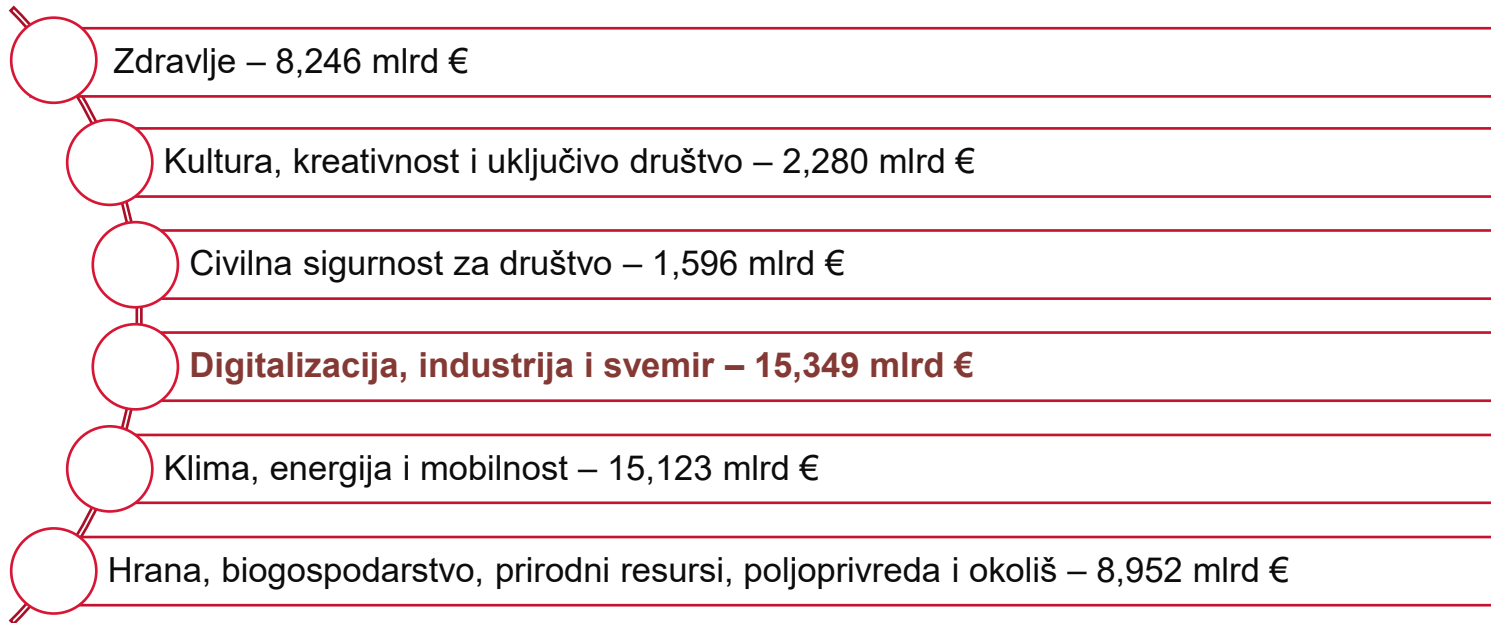 Zdravlje – 8,246 mlrd €
Kultura, kreativnost i uključivo društvo – 2,280 mlrd €
Civilna sigurnost za društvo – 1,596 mlrd €
Digitalizacija, industrija i svemir – 15,349 mlrd €
Klima, energija i mobilnost – 15,123 mlrd €
Hrana, biogospodarstvo, prirodni resursi, poljoprivreda i okoliš – 8,952 mlrd €